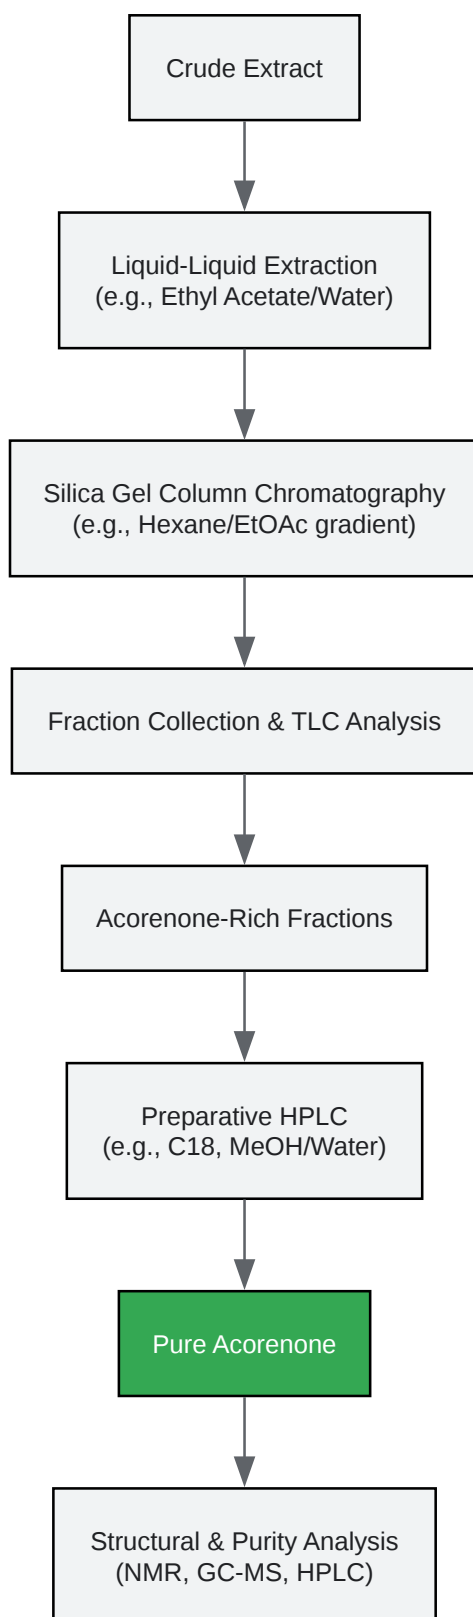 Crude Extract
Liquid-Liquid Extraction
(e.g., Ethyl Acetate/Water)
Silica Gel Column Chromatography
(e.g., Hexane/EtOAc gradient)
Fraction Collection & TLC Analysis
Acorenone-Rich Fractions
Preparative HPLC
(e.g., C18, MeOH/Water)
Pure Acorenone
Structural & Purity Analysis
(NMR, GC-MS, HPLC)